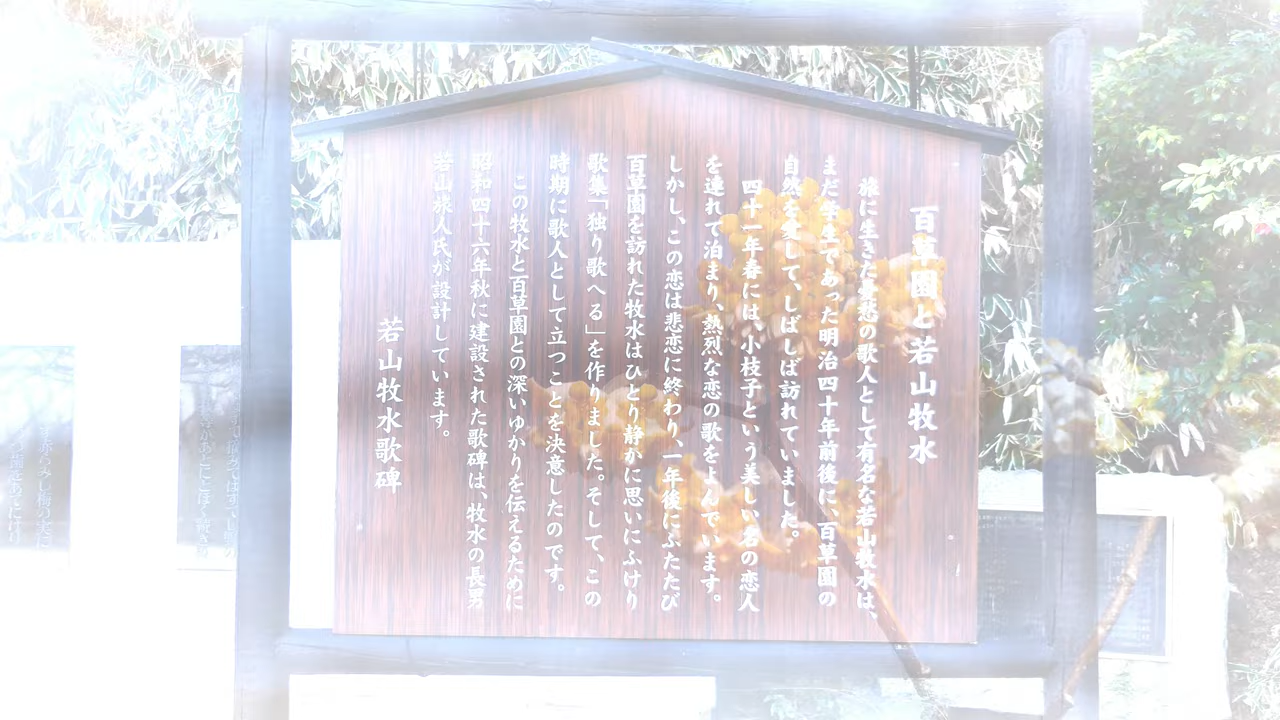 百草園と若山牧水
旅に生きた憂愁の歌人として有名な若山牧水は、
まだ学生であった明治四十年前後に、百草園の
自然を愛して、しばしば訪れていました。
四十一年春には、小枝子という美しい名の恋人
を連れて泊まり、熱烈な恋の歌をよんでいます。
しかし、この恋は悲恋に終わり、一年後にふたたび
百草園を訪れた牧水はひとり静かに思いにふけり
歌集「独り歌へる」を作りました。そして、この
時期に歌人として立つことを決意したのです。
この牧水と百草園との深いゆかりを伝えるために
昭和四十六年秋に建設された歌碑は、牧水の長男
若山旅人氏が設計しています。
若山牧水歌碑